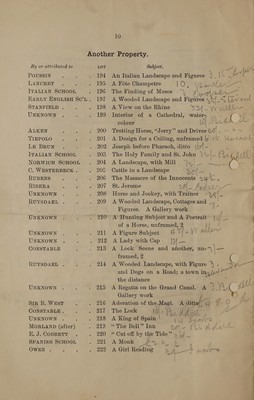 10
Another Property.
By or attributed to LOT Subject.
POUSSIN . . . 194 An Italian Landscape and Figures
LANCRET . . . 195 A Fête Champetre
ITALIAN SCHOOL . 196 The Finding of Moses
EARLY ENGLISH SC'L. 197 A Wooded Landscape and Figures
STANFIELD . . . 198 A View on the Rhine
UNKNOWN . . . 199 Interior of a Cathedral, water-
colour
ALKEN . . . 200 Texting Horse, "Jerry" and Driver
TIEPOLO . . . 201 A Design for a Ceiling, unframed
LE BRUN . . . 202 Joseph before Pharaoh, ditto
ITALIAN SCHOOL . 203 The Holy Family and St. John
NORWICH SCHOOL . 204 A Landscape, with Mill
C. WESTERBEEK . . 205 Cattle in a Landscape
RUBENS . . . 206 The Massacre of the Innocents
RIBERA . . . 207 St. Jerome
UNKNOWN . . . 208 Horse and Jockey, with Trainer
RUYSDAEL . . . 209 A Wooded Landscape, Cottages and
Figures. A Gallery work
UNKNOWN . . . 210 A Hunting Subject and A Portrait
of a Horse, unframed, 2
UNKNOWN . . . 211 A Figure Subject
UNKNOWN . . . 212 A Lady with Cap
CONSTABLE . . . 213 A Lock Scene and another, un-
framed, 2
RUYSDAEL . . . 214 A Wooded Landscape, with Figure
and Dogs on a Road; a town in
the distance
UNKNOWN . . . 215 A Regatta on the Grand Canal. A
Gallery work
SIR B. WEST . . 216 Adoration of the Magi. A ditto
CONSTABLE . . . 217 The Lock
UNKNOWN . . . 218 A King of Spain
MORLAND (after) . 219 "The Bell" Inn
E. J. COBBETT . . 220 "Cut off by the Tide"
SPANISH SCHOOL . 221 A Monk
OWEN . . . 222 A Girl Reading